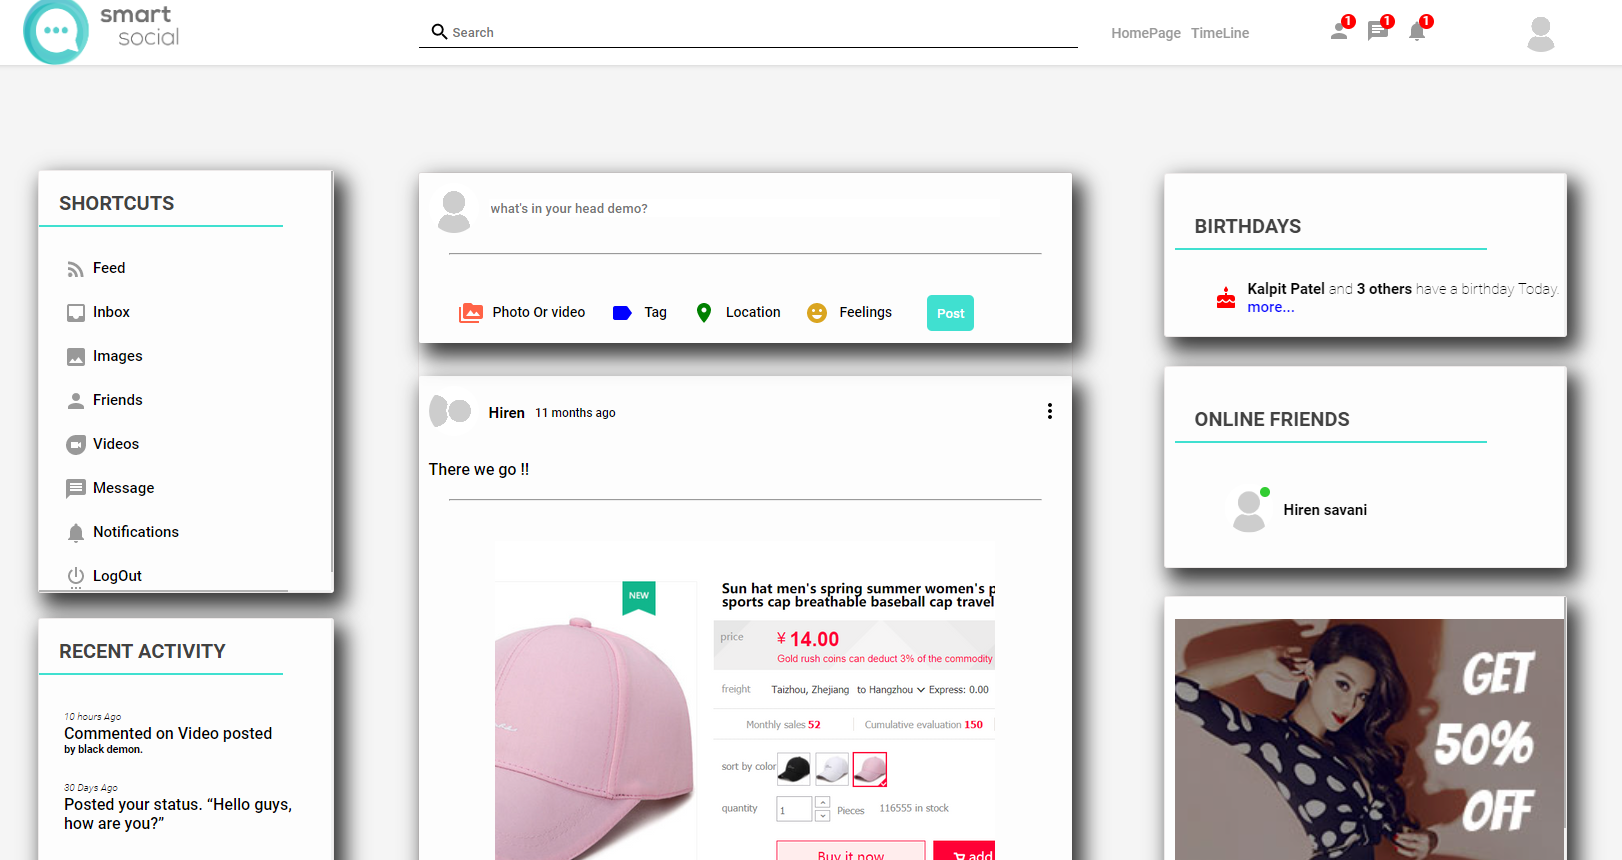 smart
social
Search
HomePage TimeLine
1
1
1
SHORTCUTS
Feed
Inbox
Images
Friends
Videos
Message
Notifications
LogOut
RECENT ACTIVITY
10 hours Ago
Commented on Video posted
by black demon.
30 Days Ago
Posted your status. “Hello guys,
how are you?”
what's in your head demo?
Photo Or video
Tag
Location
Feelings
Post
Hiren 11 months ago
There we go !!
NEW
Sun hat men's spring summer women's p
sports cap breathable baseball cap travel
price ¥ 14.00
Gold rush coins can deduct 3% of the commodity
freight Taizhou, Zhejiang to Hangzhou Express: 0.00
Monthly sales 52 Cumulative evaluation 150
sort by color
quantity 1 Pieces 116555 in stock
Buy it now add
BIRTHDAYS
Kalpit Patel and 3 others have a birthday Today.
more...
ONLINE FRIENDS
Hiren savani
GET
50%
OFF